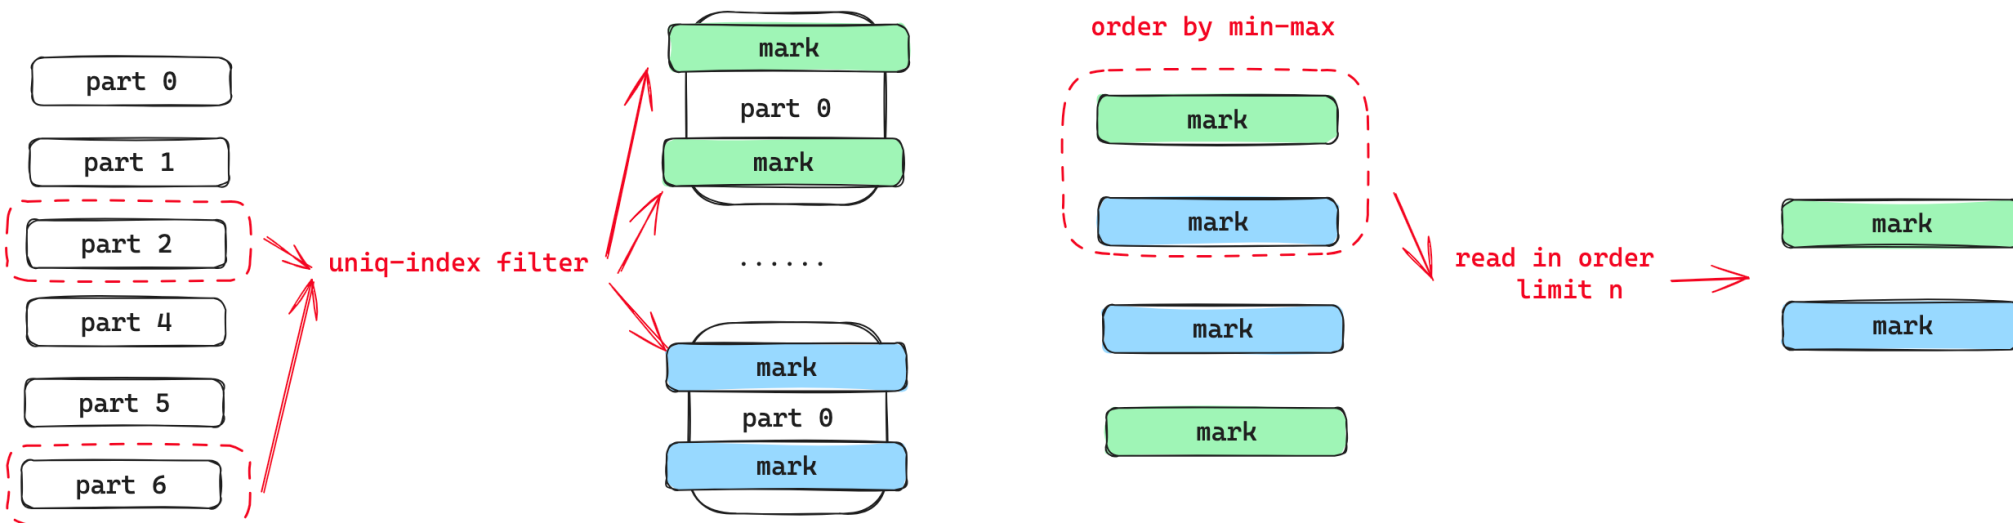 part 0
part 1
part 2
part 4
part 5
part 6
uniq-index filter
mark
part 0
mark
......
mark
part 0
mark
order by min-max
mark
mark
mark
mark
read in order
limit n
mark
mark